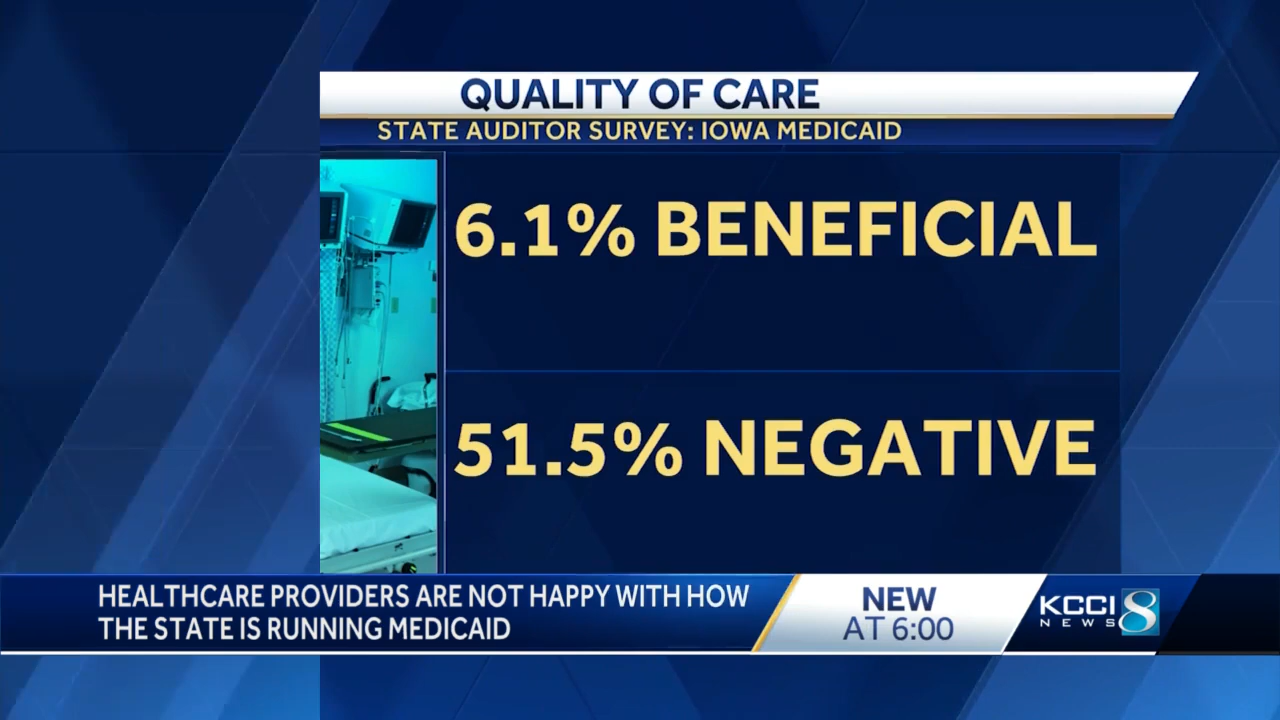 QUALITY OF CARE
STATE AUDITOR SURVEY: IOWA MEDICAID
6.1% BENEFICIAL
51.5% NEGATIVE
HEALTHCARE PROVIDERS ARE NOT HAPPY WITH HOW
THE STATE IS RUNNING MEDICAID
NEW
AT 6:00
KCCI 8
NEWS